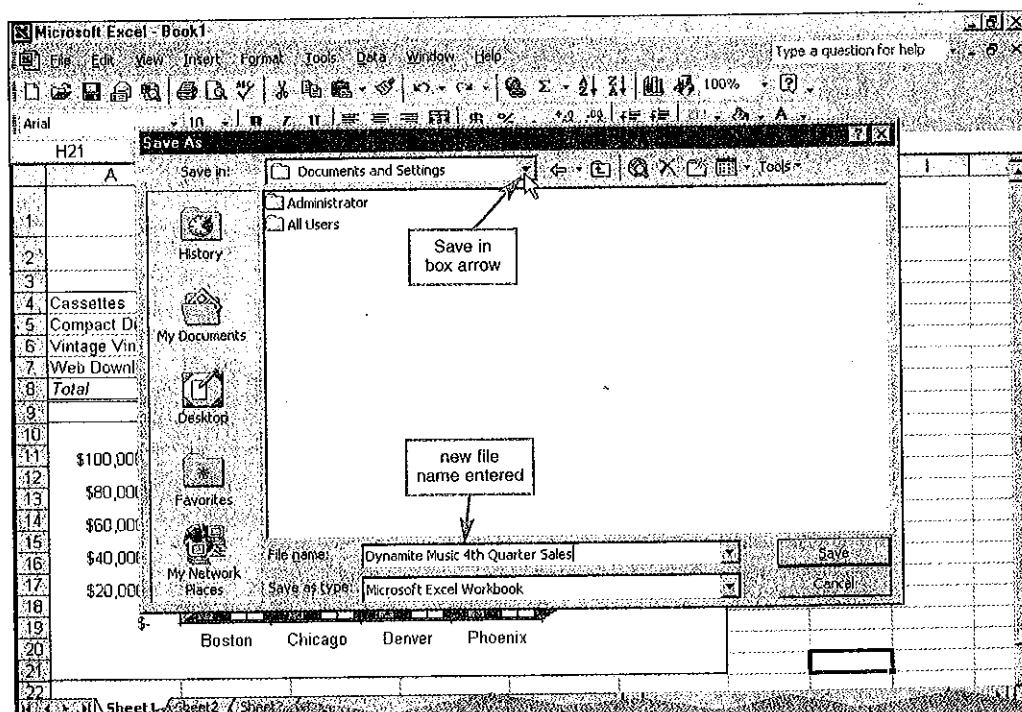 Microsoft Excel - Book1
File Edit View Insert Format Tools Data Window Help
Type a question for help
100%
Arial
10
H21
Save As
Save in:
Documents and Settings
Tools
A
I
Administrator
All Users
Save in
box arrow
History
My Documents
Desktop
Favorites
My Network
Places
1
2
3
4 Cassettes
5 Compact Di
6 Vintage Vin
7 Web Downl
8 Total
9
10
11
12
13
14
15
16
17
18
19
20
21
22
$100,00
$80,00
$60,00
$40,00
$20,00
$-
new file
name entered
File name:
Dynamite Music 4th Quarter Sales
Save
Save as type:
Microsoft Excel Workbook
Cancel
Boston Chicago Denver Phoenix
Sheet1 Sheet2 Sheet3